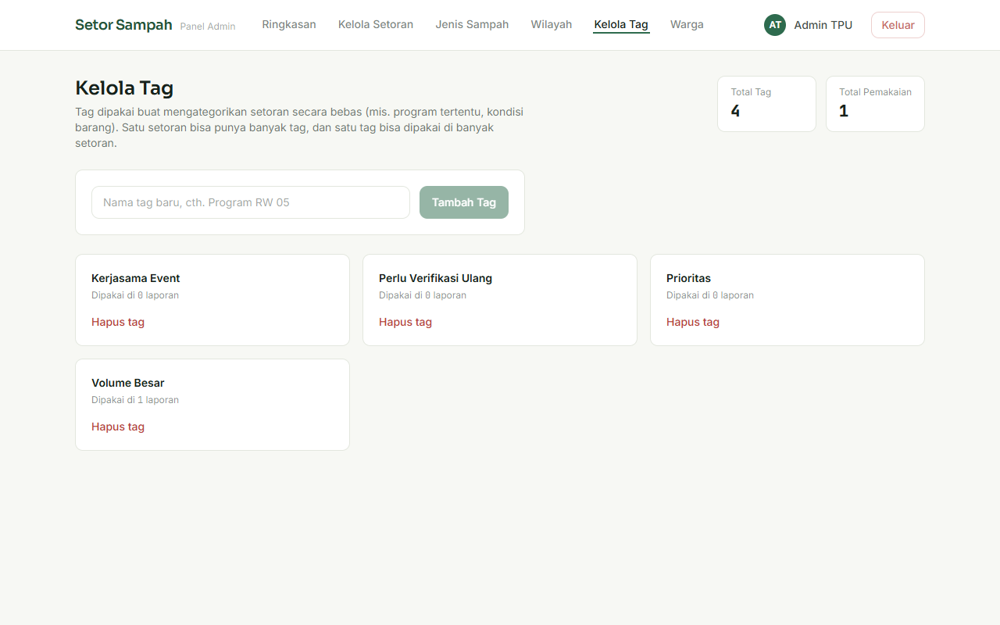 Setor Sampah Panel Admin Ringkasan Kelola Setoran Jenis Sampah Wilayah Kelola Tag Warga AT Admin TPU Keluar
Kelola Tag
Tag dipakai buat mengategorikan setoran secara bebas (mis. program tertentu, kondisi
barang). Satu setoran bisa punya banyak tag, dan satu tag bisa dipakai di banyak
setoran.
Total Tag
4
Total Pemakaian
1
Nama tag baru, cth. Program RW 05
Tambah Tag
Kerjasama Event
Dipakai di 0 laporan
Hapus tag
Perlu Verifikasi Ulang
Dipakai di 0 laporan
Hapus tag
Prioritas
Dipakai di 0 laporan
Hapus tag
Volume Besar
Dipakai di 1 laporan
Hapus tag